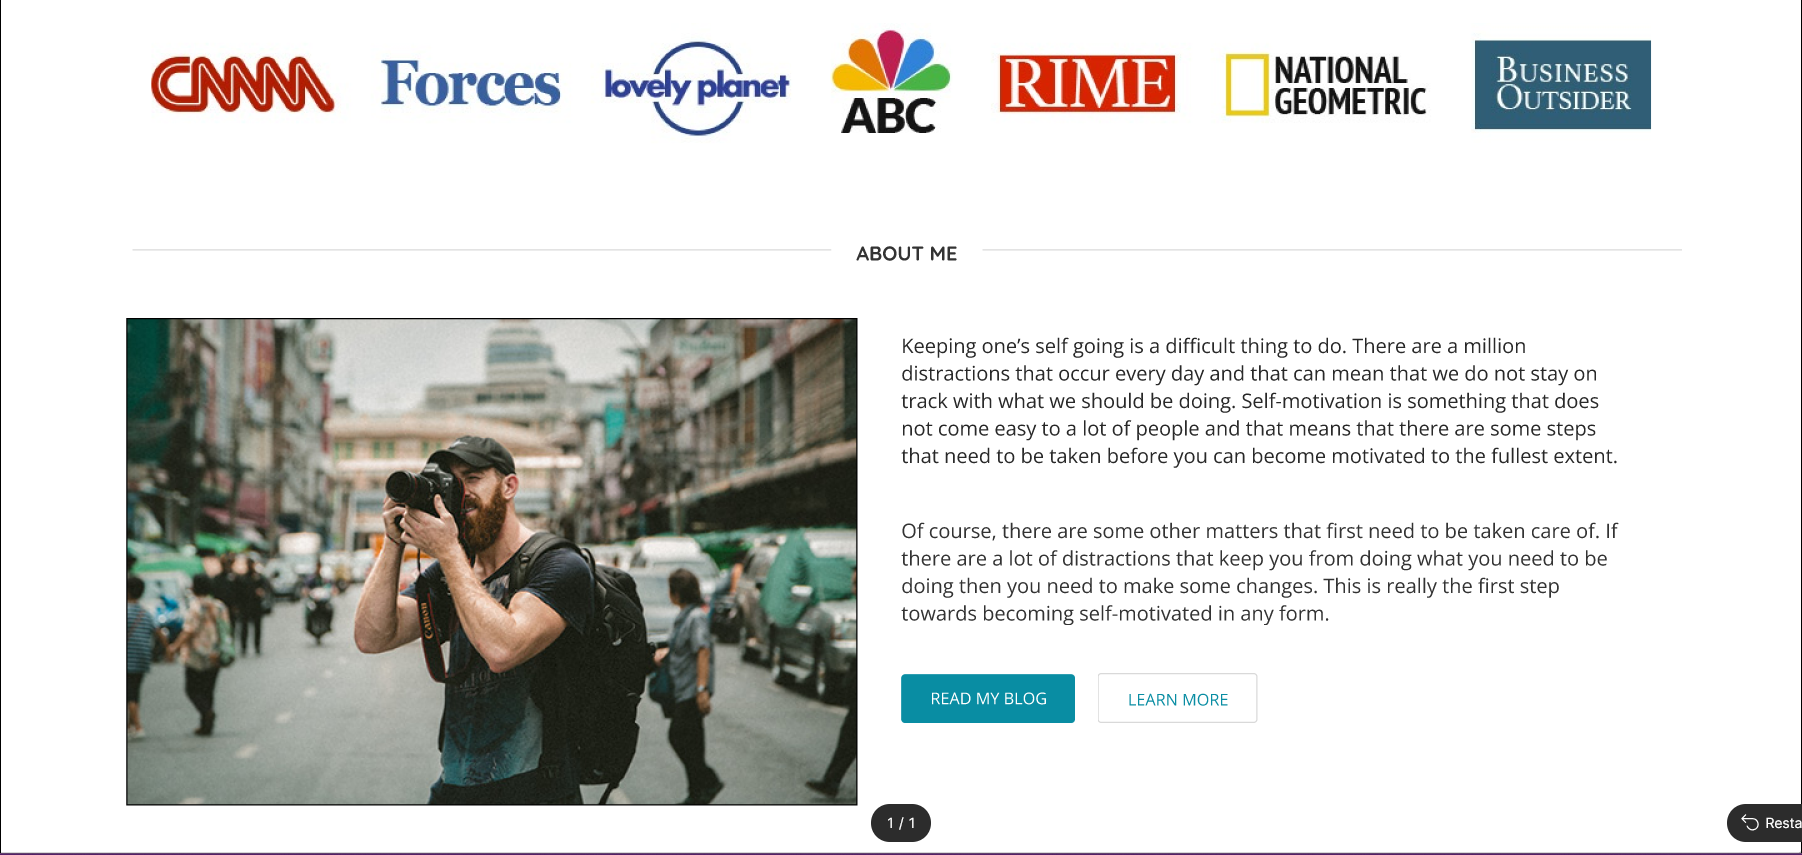 CNMM
Forces
lovely planet
ABC
RIME
NATIONAL
GEOMETRIC
BUSINESS
OUTSIDER
ABOUT ME
Keeping one’s self going is a difficult thing to do. There are a million
distractions that occur every day and that can mean that we do not stay on
track with what we should be doing. Self-motivation is something that does
not come easy to a lot of people and that means that there are some steps
that need to be taken before you can become motivated to the fullest extent.
Of course, there are some other matters that first need to be taken care of. If
there are a lot of distractions that keep you from doing what you need to be
doing then you need to make some changes. This is really the first step
towards becoming self-motivated in any form.
Canon
READ MY BLOG
LEARN MORE
1 / 1
Resta